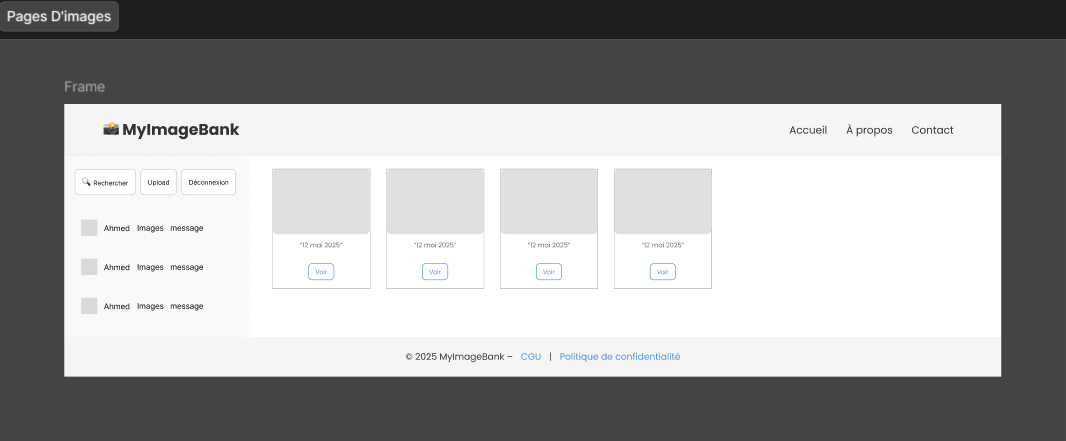 Pages D'images
Frame
📸 MyImageBank
Accueil À propos Contact
🔍 Rechercher Upload Déconnexion
Ahmed Images message
Ahmed Images message
Ahmed Images message
"12 mai 2025" "12 mai 2025" "12 mai 2025" "12 mai 2025"
Voir Voir Voir Voir
© 2025 MyImageBank – CGU | Politique de confidentialité